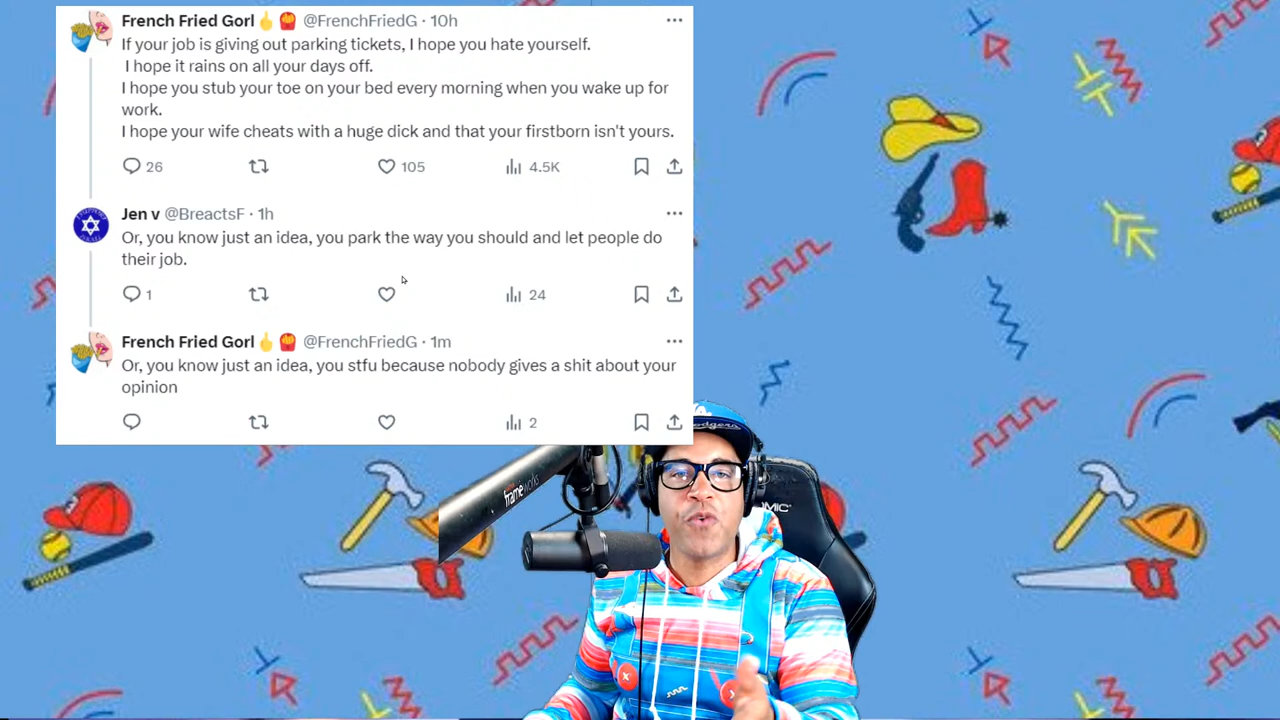 French Fried Gorl🖕🍟 @FrenchFriedG · 10h
If your job is giving out parking tickets, I hope you hate yourself.
I hope it rains on all your days off.
I hope you stub your toe on your bed every morning when you wake up for
work.
I hope your wife cheats with a huge dick and that your firstborn isn't yours.
26 105 4.5K
Jen v @BreactsF · 1h
Or, you know just an idea, you park the way you should and let people do
their job.
1 24
French Fried Gorl🖕🍟 @FrenchFriedG · 1m
Or, you know just an idea, you stfu because nobody gives a shit about your
opinion
2
frameworks